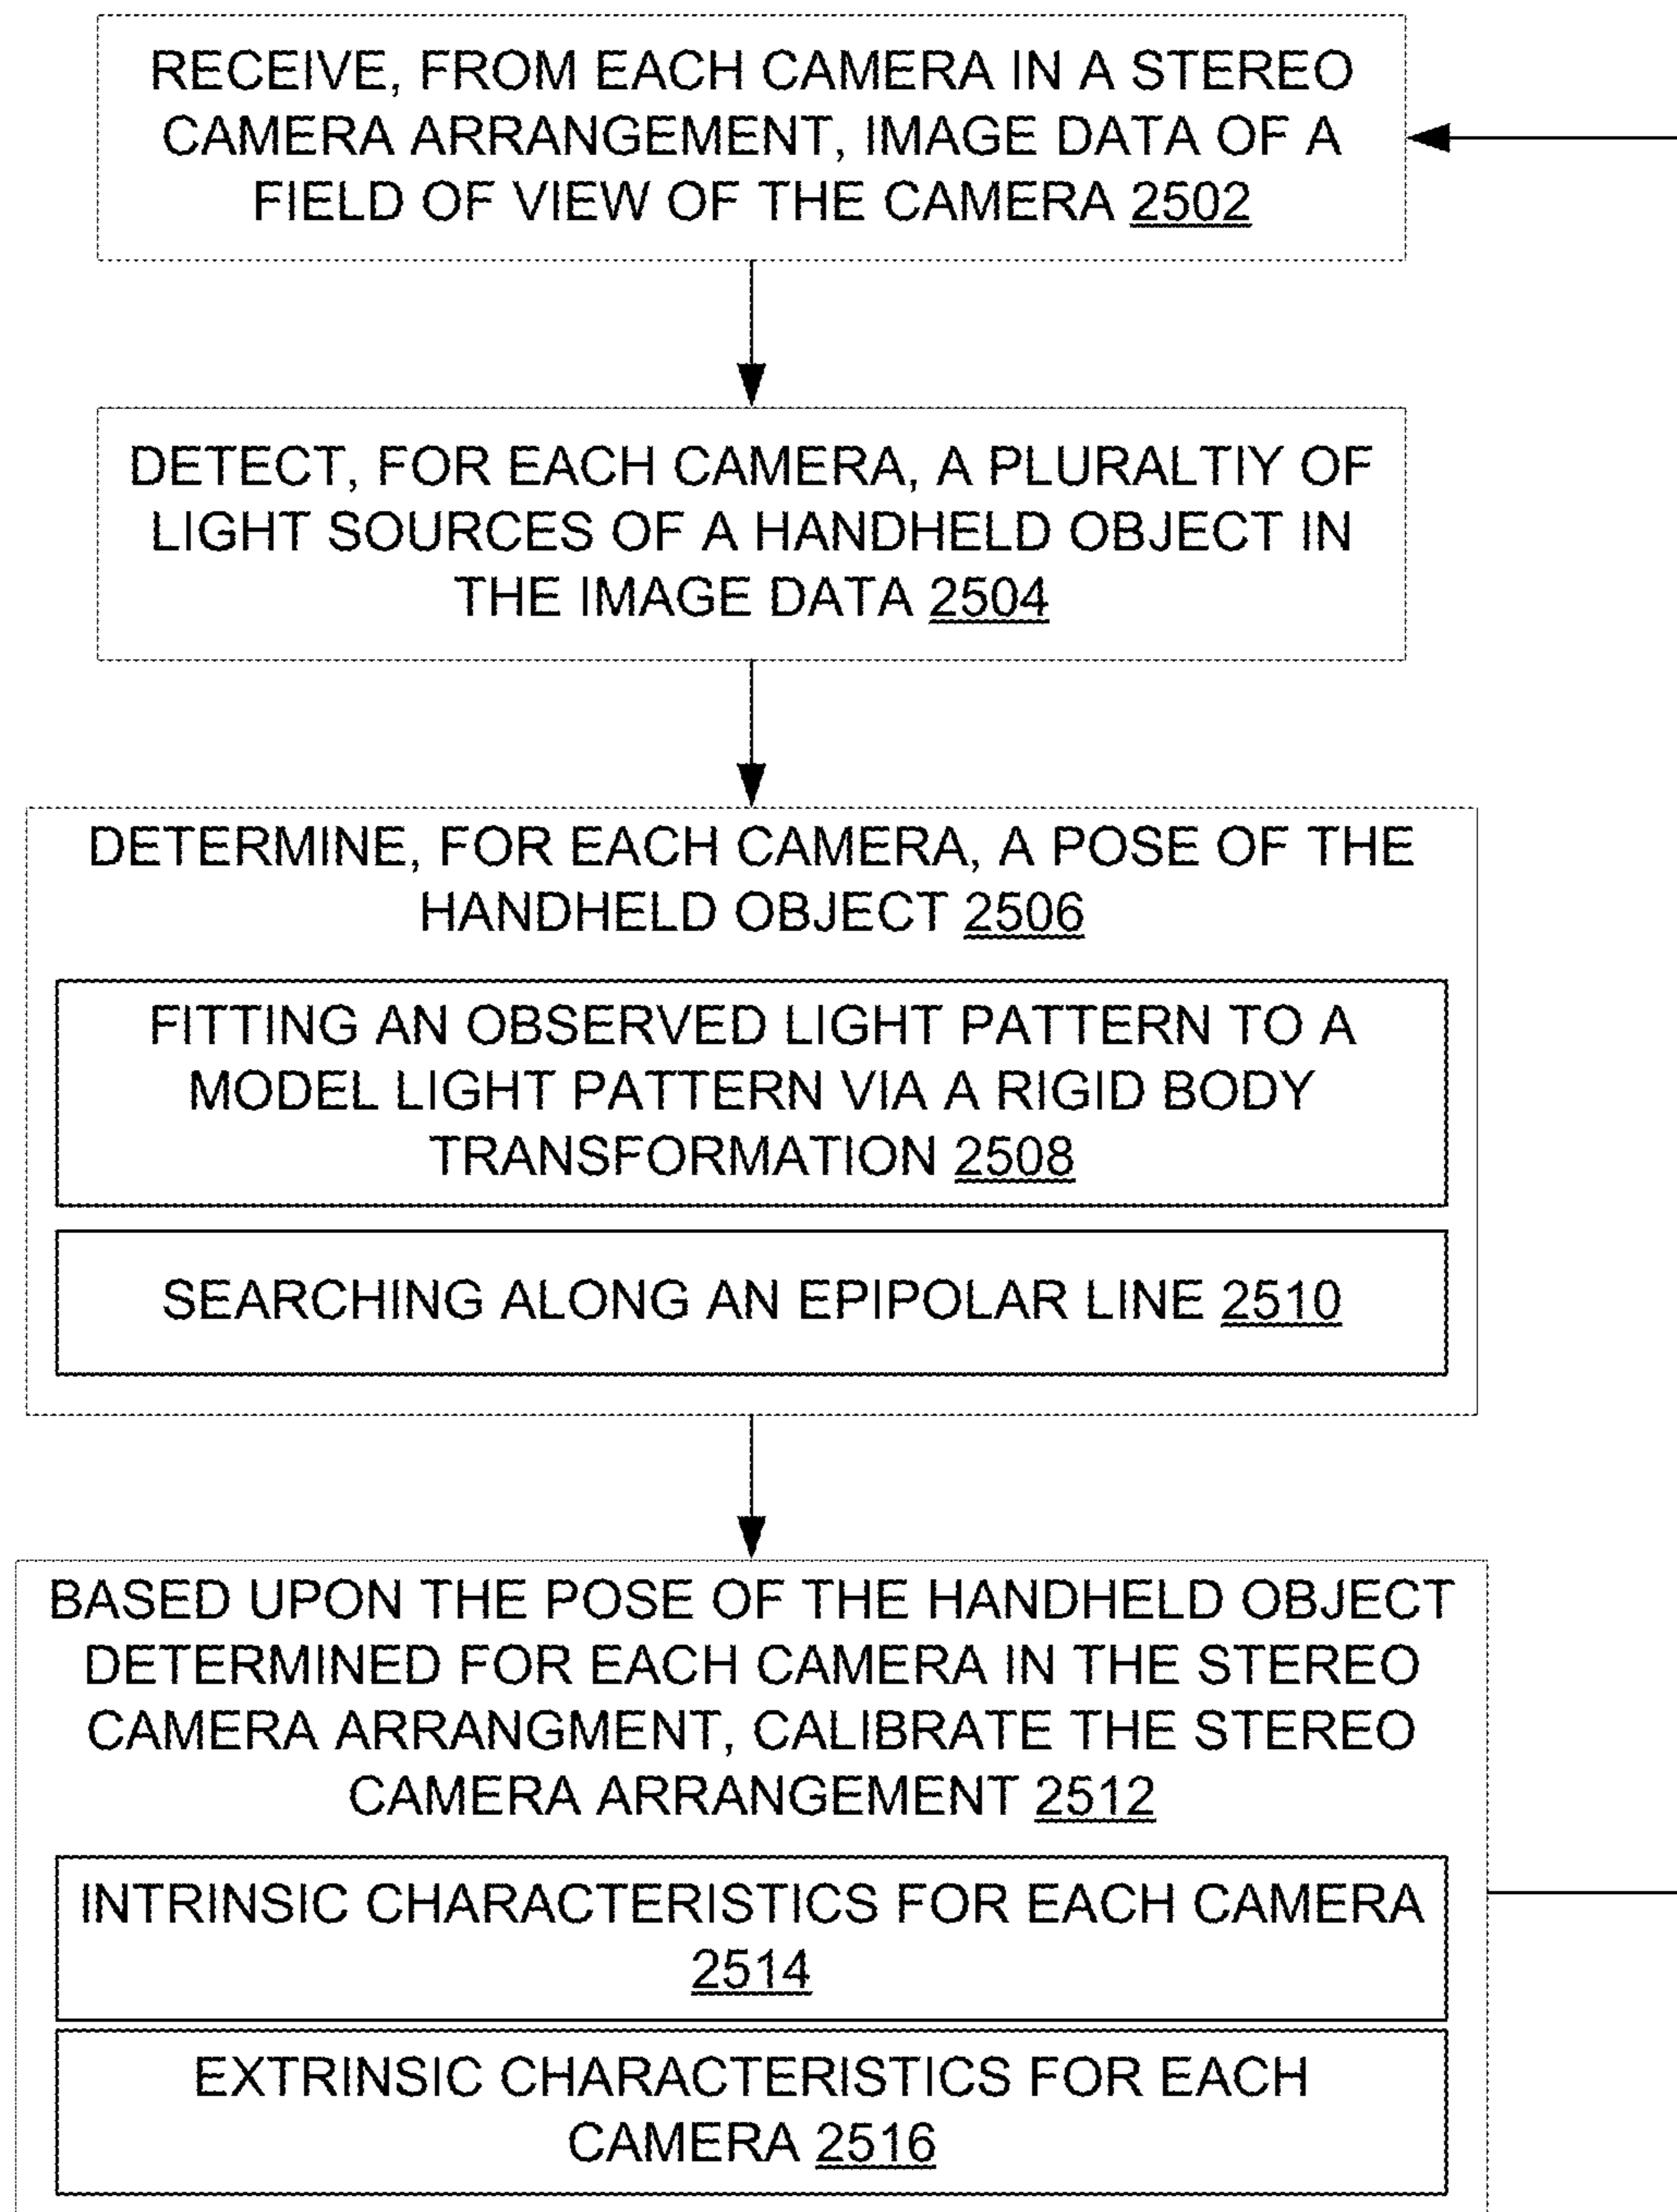 RECEIVE, FROM EACH CAMERA IN A STEREO
CAMERA ARRANGEMENT, IMAGE DATA OF A
FIELD OF VIEW OF THE CAMERA 2502
DETECT, FOR EACH CAMERA, A PLURALTIY OF
LIGHT SOURCES OF A HANDHELD OBJECT IN
THE IMAGE DATA 2504
DETERMINE, FOR EACH CAMERA, A POSE OF THE
HANDHELD OBJECT 2506
FITTING AN OBSERVED LIGHT PATTERN TO A
MODEL LIGHT PATTERN VIA A RIGID BODY
TRANSFORMATION 2508
SEARCHING ALONG AN EPIPOLAR LINE 2510
BASED UPON THE POSE OF THE HANDHELD OBJECT
DETERMINED FOR EACH CAMERA IN THE STEREO
CAMERA ARRANGMENT, CALIBRATE THE STEREO
CAMERA ARRANGEMENT 2512
INTRINSIC CHARACTERISTICS FOR EACH CAMERA
2514
EXTRINSIC CHARACTERISTICS FOR EACH
CAMERA 2516